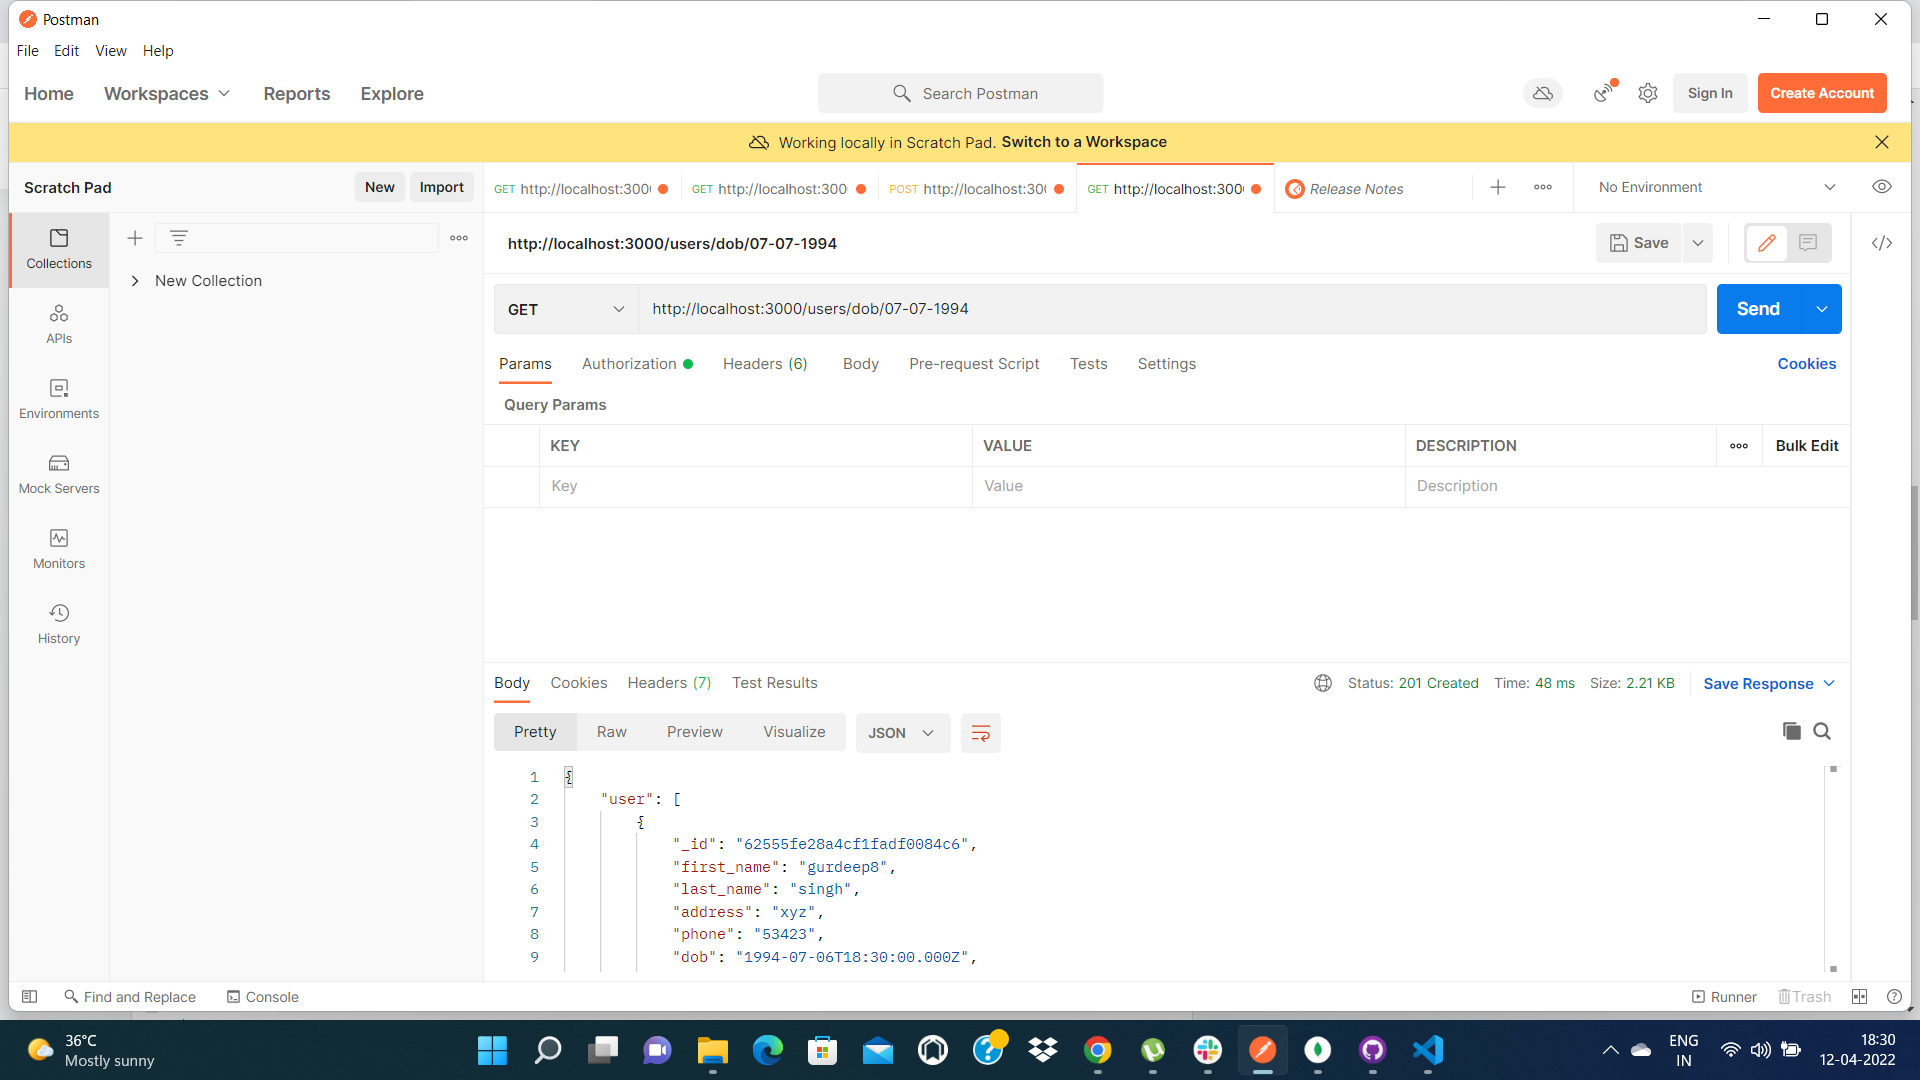 Postman
File Edit View Help
Home Workspaces Reports Explore Search Postman Sign In Create Account
Working locally in Scratch Pad. Switch to a Workspace
Scratch Pad New Import GET http://localhost:300 GET http://localhost:300 POST http://localhost:30 GET http://localhost:300 Release Notes No Environment
http://localhost:3000/users/dob/07-07-1994 Save
Collections
New Collection
GET http://localhost:3000/users/dob/07-07-1994 Send
APIs
Params Authorization Headers (6) Body Pre-request Script Tests Settings Cookies
Query Params
Environments
KEY VALUE DESCRIPTION Bulk Edit
Key Value Description
Mock Servers
Monitors
History
Body Cookies Headers (7) Test Results Status: 201 Created Time: 48 ms Size: 2.21 KB Save Response
Pretty Raw Preview Visualize JSON
1 {
2 "user": [
3 {
4 "_id": "62555fe28a4cf1fadf0084c6",
5 "first_name": "gurdeep8",
6 "last_name": "singh",
7 "address": "xyz",
8 "phone": "53423",
9 "dob": "1994-07-06T18:30:00.000Z",
Find and Replace Console Runner Trash
36°C
Mostly sunny
ENG
IN
18:30
12-04-2022